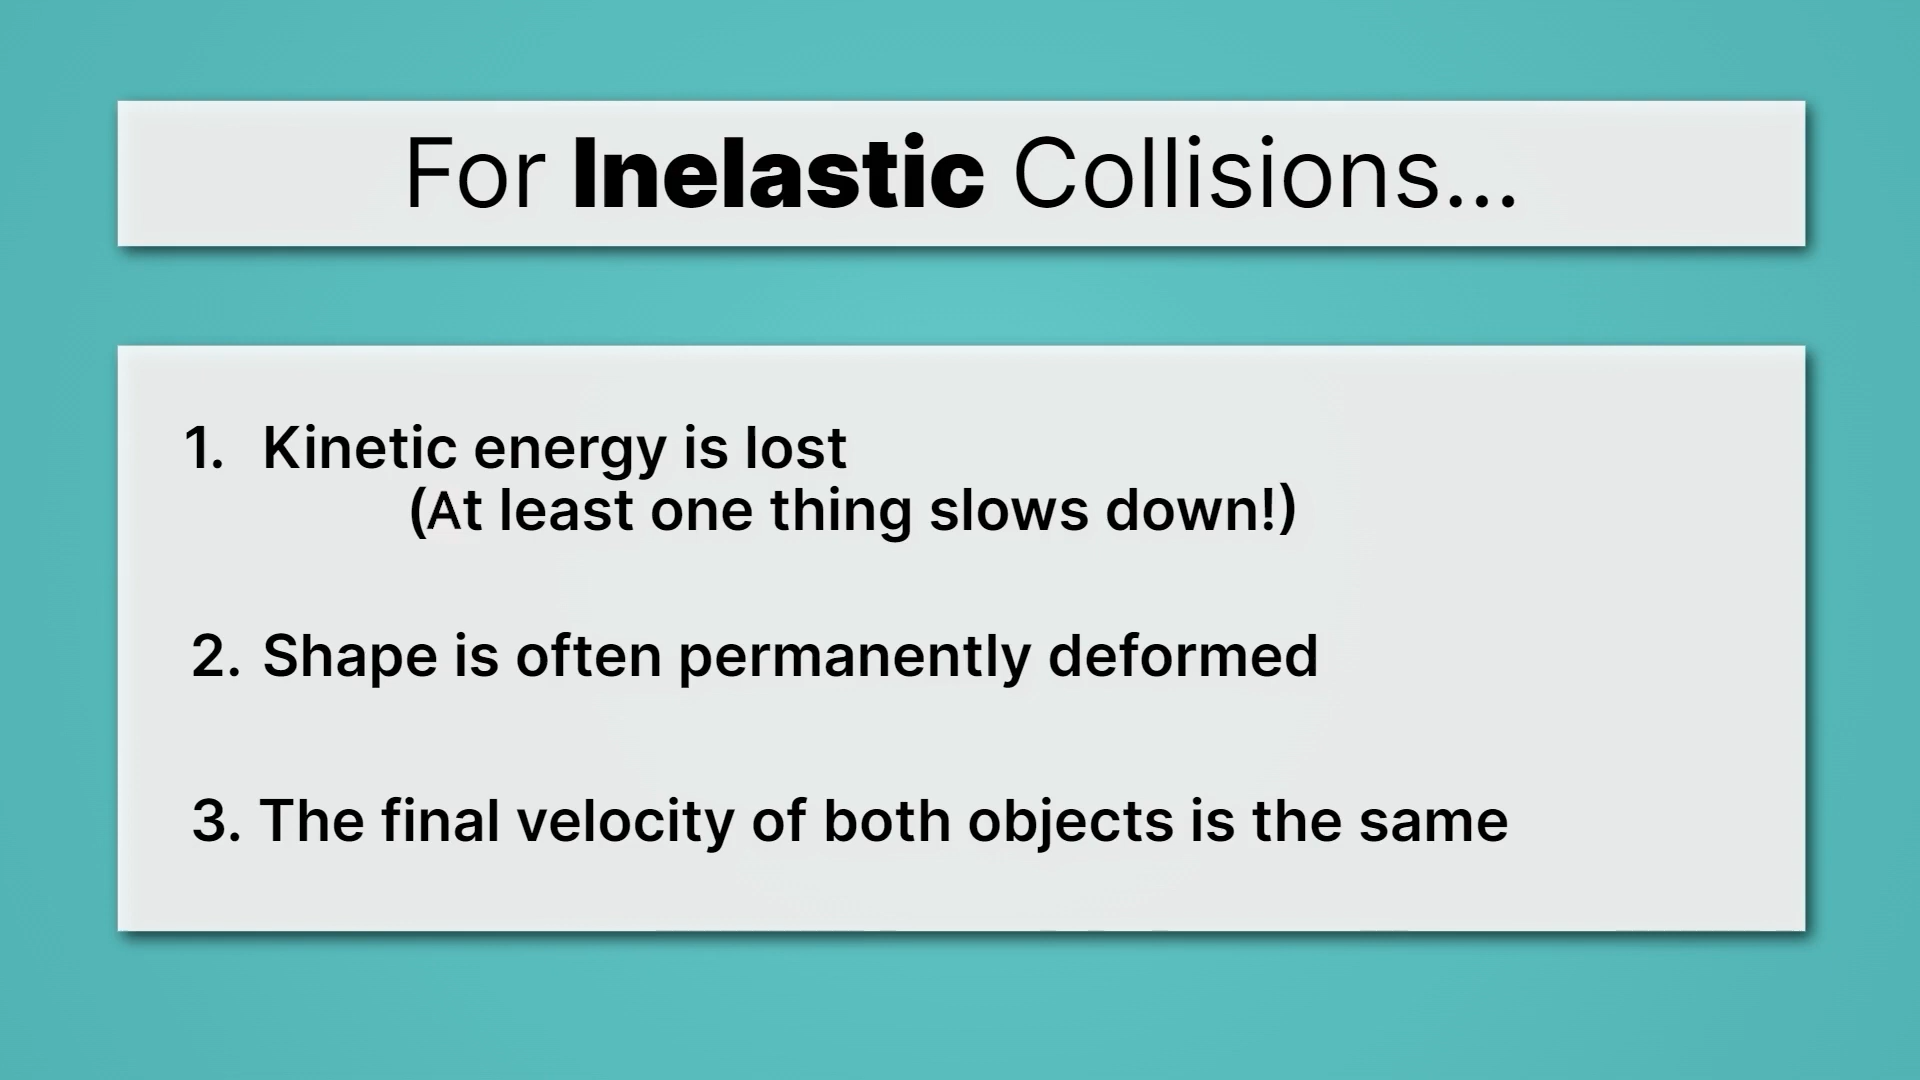 For Inelastic Collisions...
1. Kinetic energy is lost
(At least one thing slows down!)
2. Shape is often permanently deformed
3. The final velocity of both objects is the same